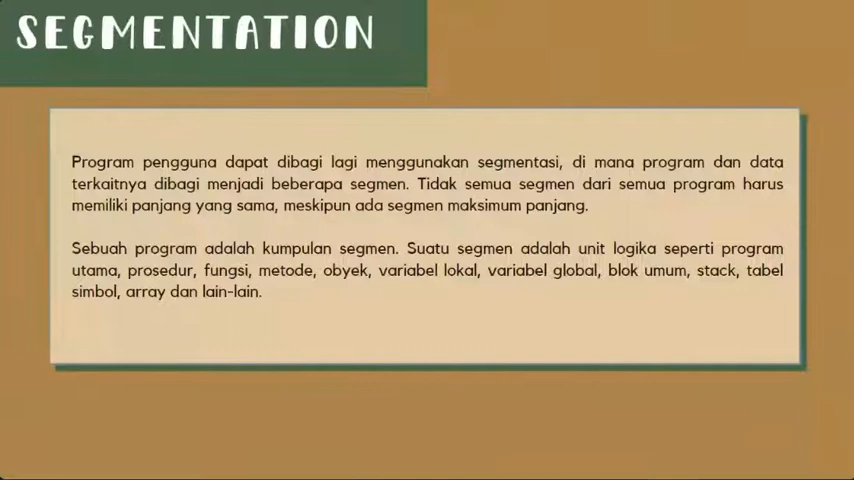 SEGMENTATION
Program pengguna dapat dibagi lagi menggunakan segmentasi, di mana program dan data
terkaitnya dibagi menjadi beberapa segmen. Tidak semua segmen dari semua program harus
memiliki panjang yang sama, meskipun ada segmen maksimum panjang.
Sebuah program adalah kumpulan segmen. Suatu segmen adalah unit logika seperti program
utama, prosedur, fungsi, metode, obyek, variabel lokal, variabel global, blok umum, stack, tabel
simbol, array dan lain-lain.